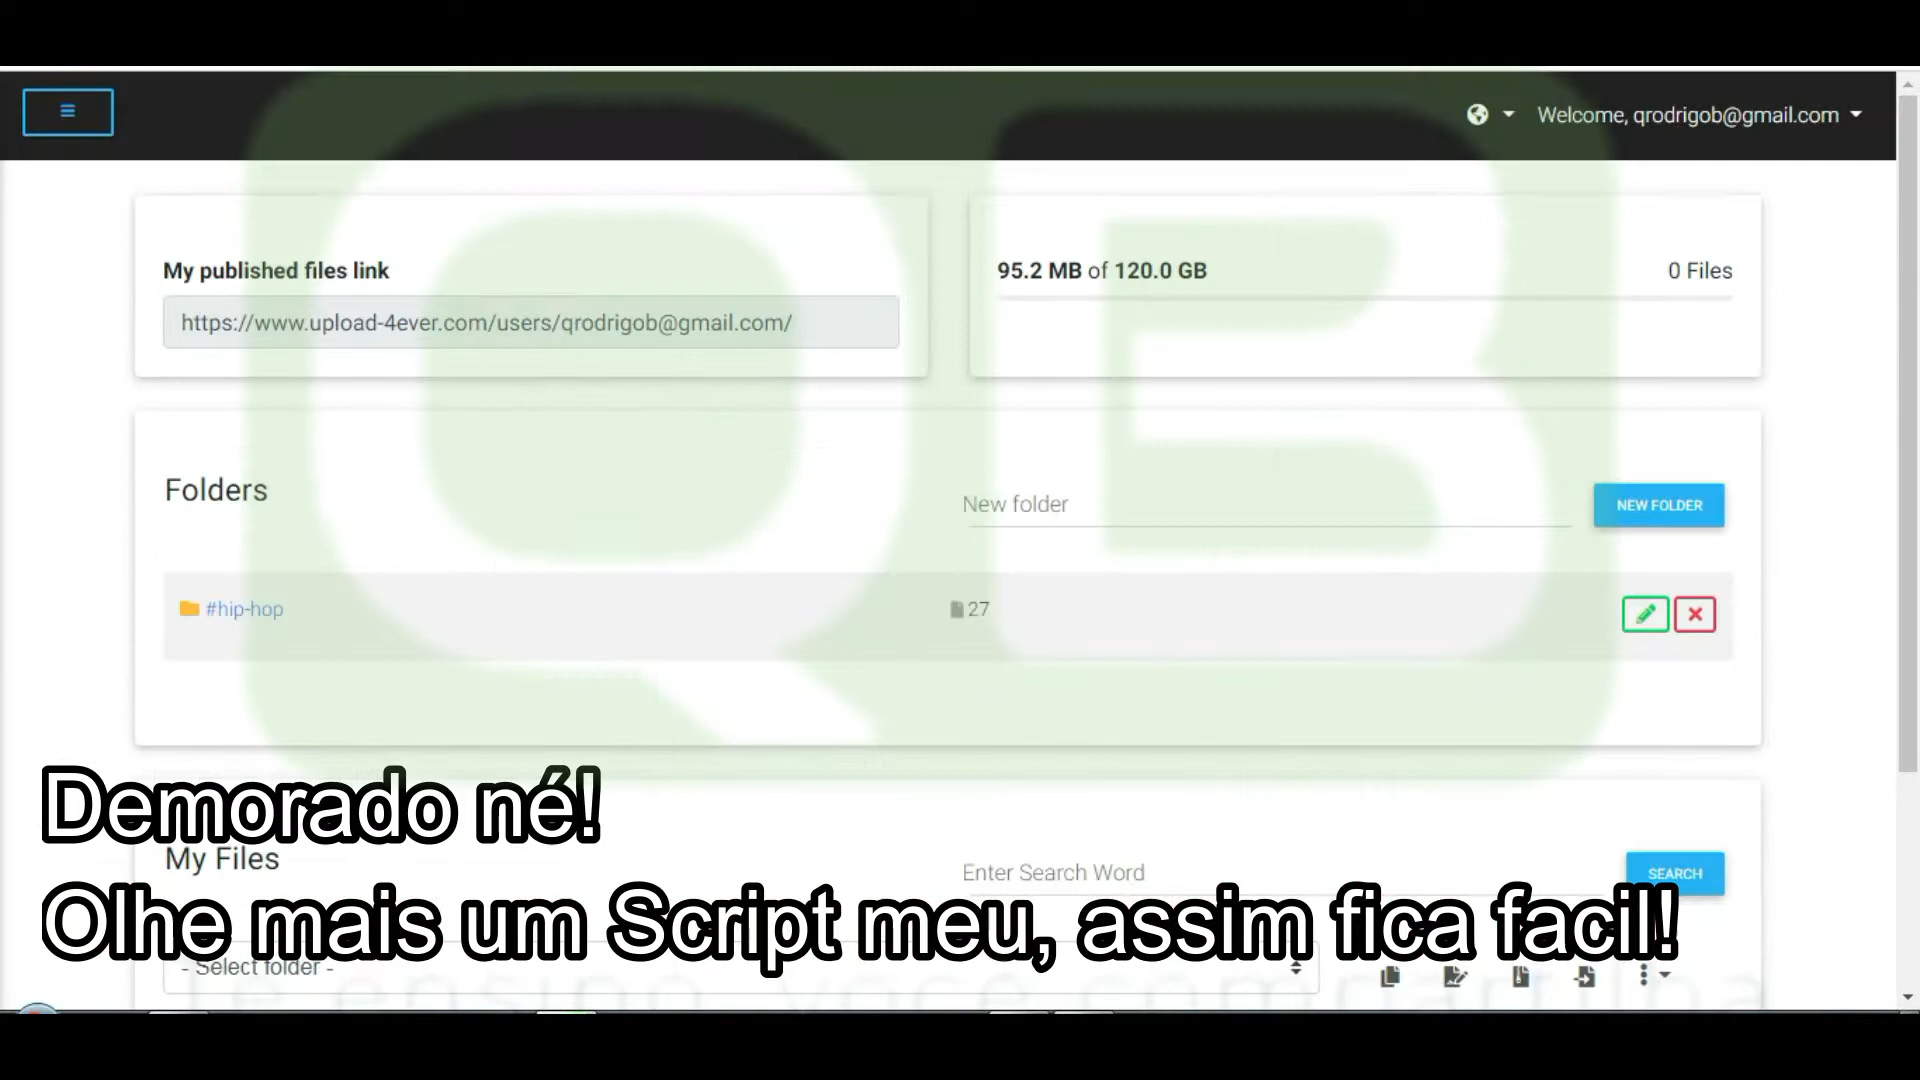 Welcome, qrodrigob@gmail.com
My published files link
https://www.upload-4ever.com/users/qrodrigob@gmail.com/
95.2 MB of 120.0 GB
0 Files
Folders
New folder
NEW FOLDER
#hip-hop
27
Demorado né!
My Files
Enter Search Word
SEARCH
Olhe mais um Script meu, assim fica facil!
- Select folder -
QB